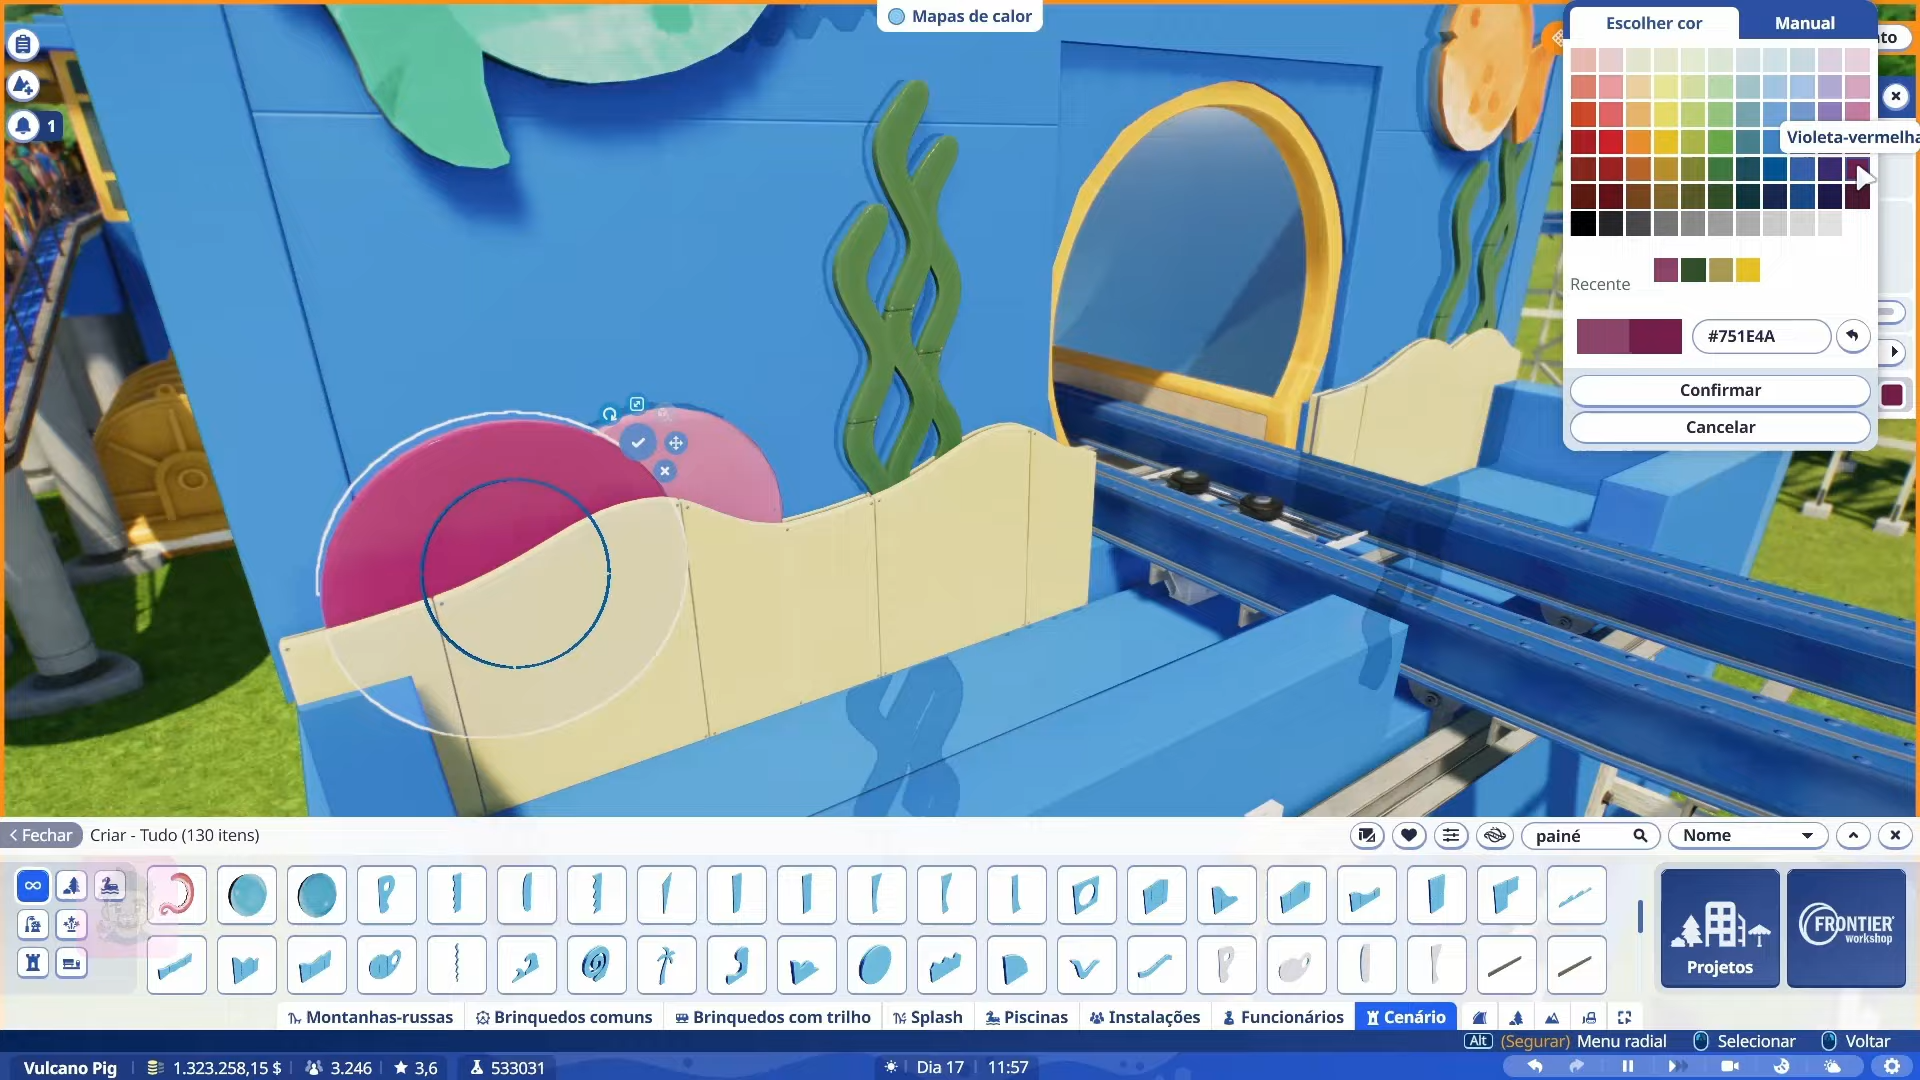 Mapas de calor
Escolher cor
Manual
nto
1
Violeta-vermelha
Recente
#751E4A
Confirmar
Cancelar
Fechar
Criar - Tudo (130 itens)
painé
Nome
Projetos
FRONTIER
workshop
Montanhas-russas
Brinquedos comuns
Brinquedos com trilho
Splash
Piscinas
Instalações
Funcionários
Cenário
Alt (Segurar) Menu radial
Selecionar
Voltar
Vulcano Pig
1.323.258,15 $
3.246
3,6
533031
Dia 17
11:57